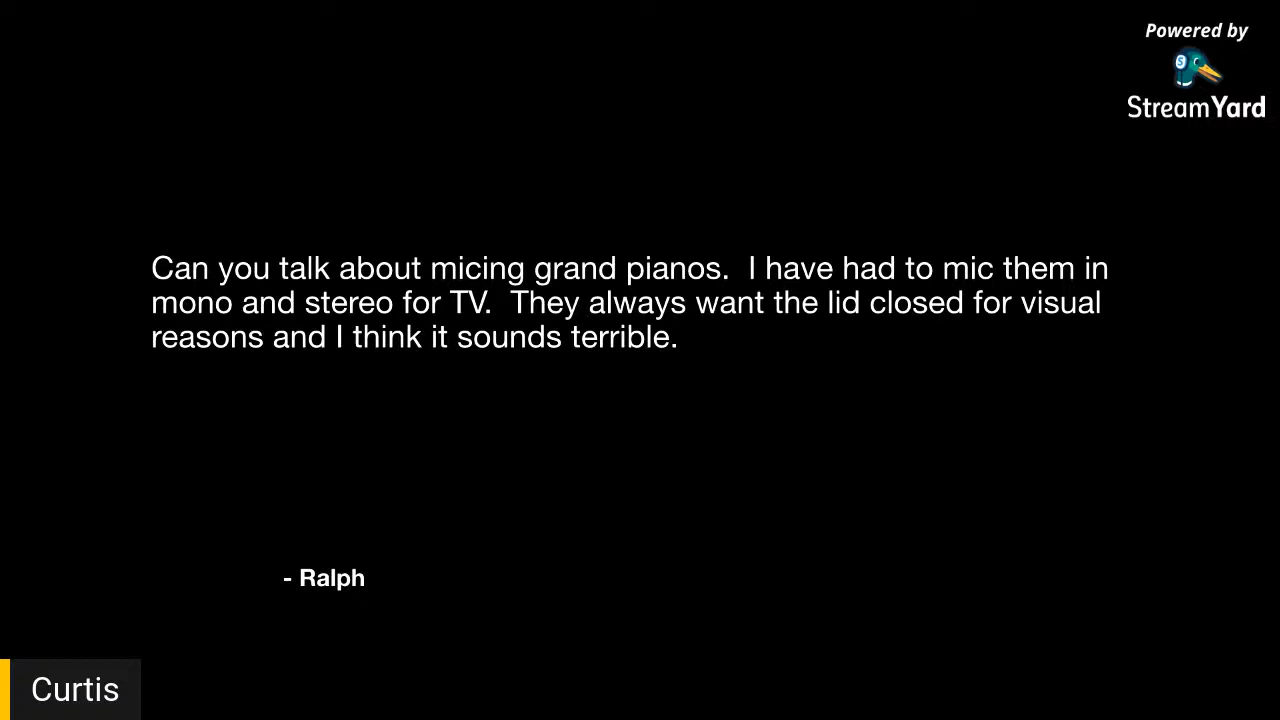 Powered by
StreamYard
Can you talk about micing grand pianos.  I have had to mic them in
mono and stereo for TV.  They always want the lid closed for visual
reasons and I think it sounds terrible.
- Ralph
Curtis